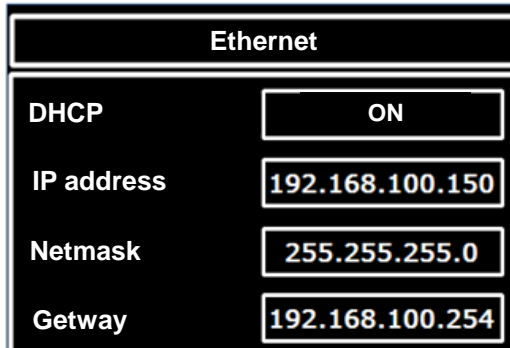 Ethernet
DHCP ON
IP address 192.168.100.150
Netmask 255.255.255.0
Getway 192.168.100.254